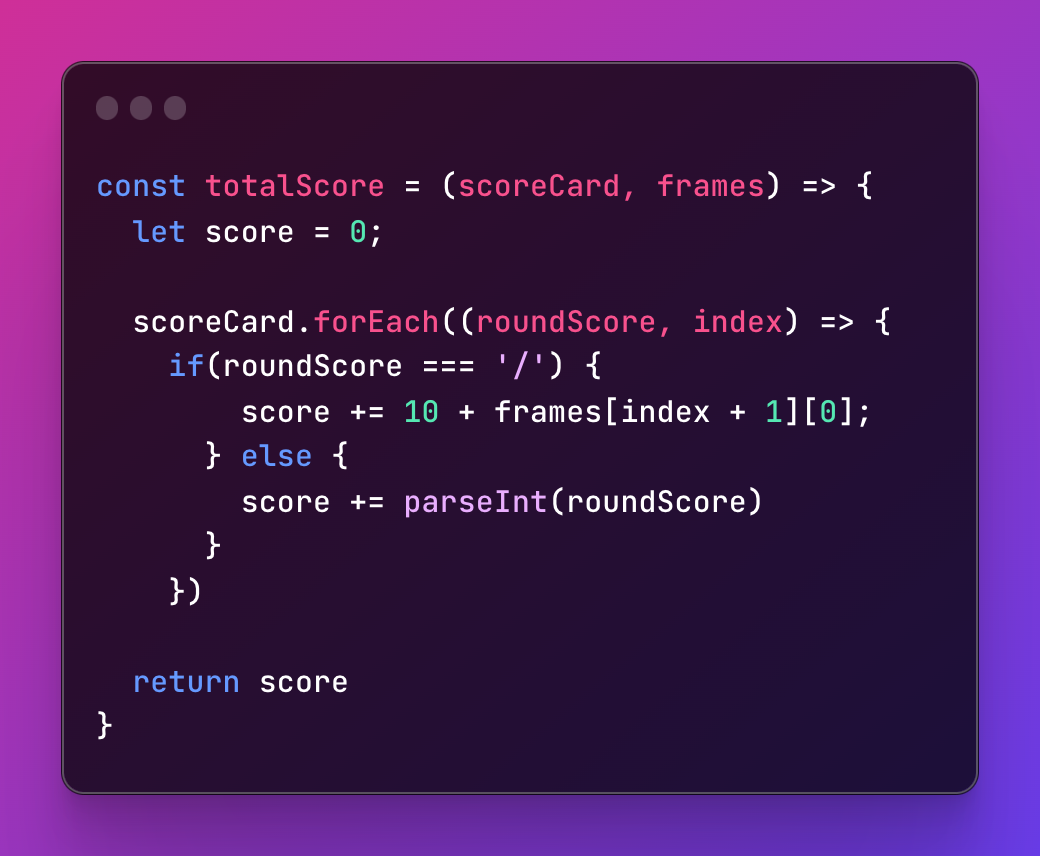 const totalScore = (scoreCard, frames) => {
  let score = 0;
  scoreCard.forEach((roundScore, index) => {
    if(roundScore === '/') {
        score += 10 + frames[index + 1][0];
      } else {
        score += parseInt(roundScore)
      }
    })
  return score
}